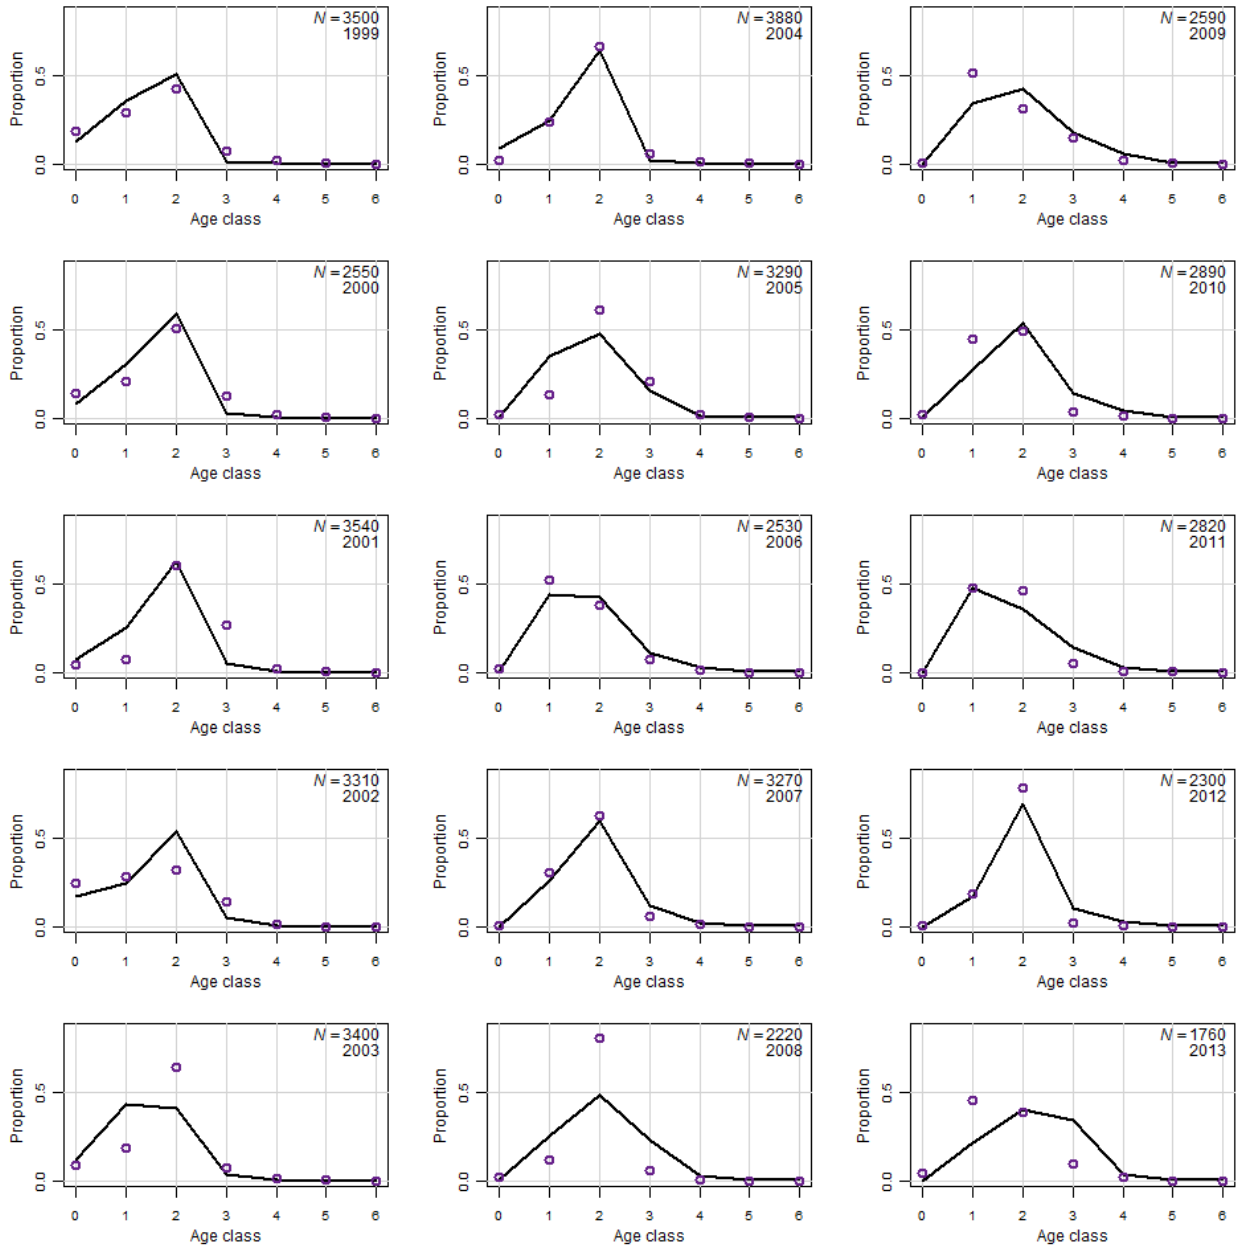 N = 3500
1999
0.5
0.0
Proportion
0 1 2 3 4 5 6
Age class
N = 3880
2004
0.5
0.0
Proportion
0 1 2 3 4 5 6
Age class
N = 2590
2009
0.5
0.0
Proportion
0 1 2 3 4 5 6
Age class
N = 2550
2000
0.5
0.0
Proportion
0 1 2 3 4 5 6
Age class
N = 3290
2005
0.5
0.0
Proportion
0 1 2 3 4 5 6
Age class
N = 2890
2010
0.5
0.0
Proportion
0 1 2 3 4 5 6
Age class
N = 3540
2001
0.5
0.0
Proportion
0 1 2 3 4 5 6
Age class
N = 2530
2006
0.5
0.0
Proportion
0 1 2 3 4 5 6
Age class
N = 2820
2011
0.5
0.0
Proportion
0 1 2 3 4 5 6
Age class
N = 3310
2002
0.5
0.0
Proportion
0 1 2 3 4 5 6
Age class
N = 3270
2007
0.5
0.0
Proportion
0 1 2 3 4 5 6
Age class
N = 2300
2012
0.5
0.0
Proportion
0 1 2 3 4 5 6
Age class
N = 3400
2003
0.5
0.0
Proportion
0 1 2 3 4 5 6
Age class
N = 2220
2008
0.5
0.0
Proportion
0 1 2 3 4 5 6
Age class
N = 1760
2013
0.5
0.0
Proportion
0 1 2 3 4 5 6
Age class